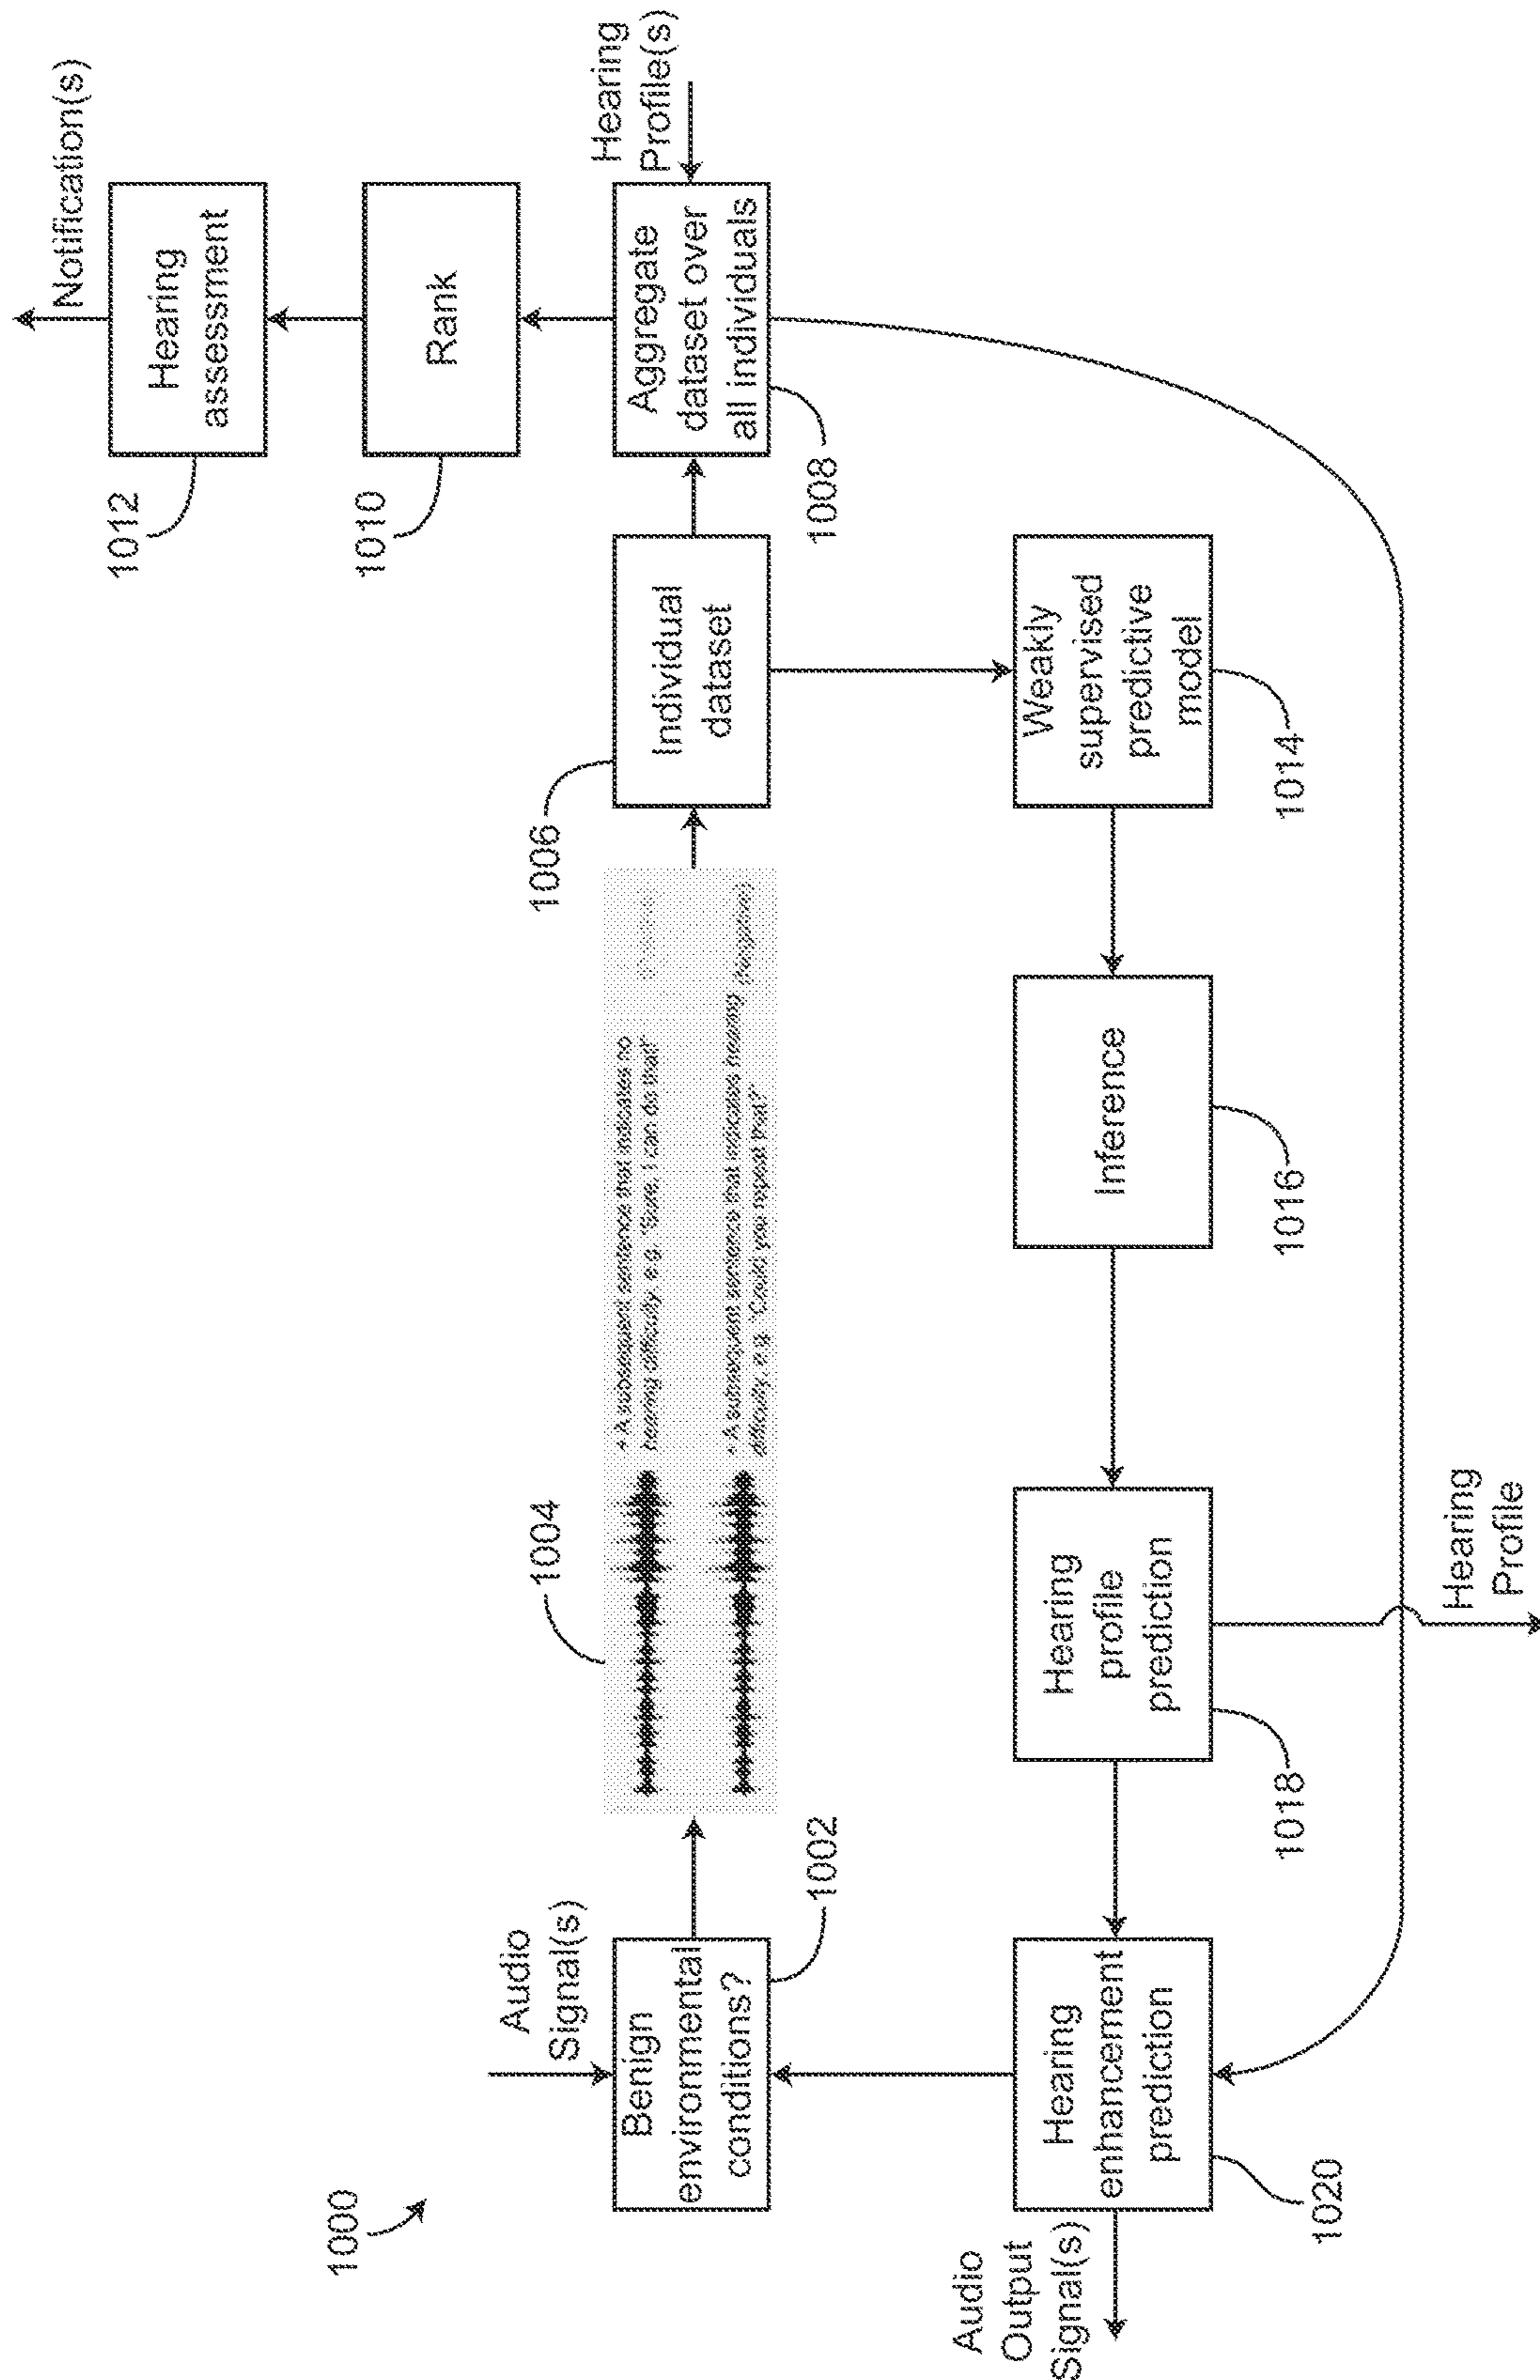 1000
Audio
Signal(s)
Benign
environmental
conditions?
1002
1004
+ A subsequent sentence that indicates no
hearing difficulty, e.g. "Sure, I can do that!"
+ A subsequent sentence that indicates hearing
difficulty, e.g. "Could you repeat that?"
1006
Individual
dataset
Aggregate
dataset over
all individuals
1008
Hearing
Profile(s)
Rank
1010
Hearing
assessment
1012
Notification(s)
Weakly
supervised
predictive
model
1014
Inference
1016
Hearing
profile
prediction
1018
Hearing
Profile
Hearing
enhancement
prediction
1020
Audio
Output
Signal(s)